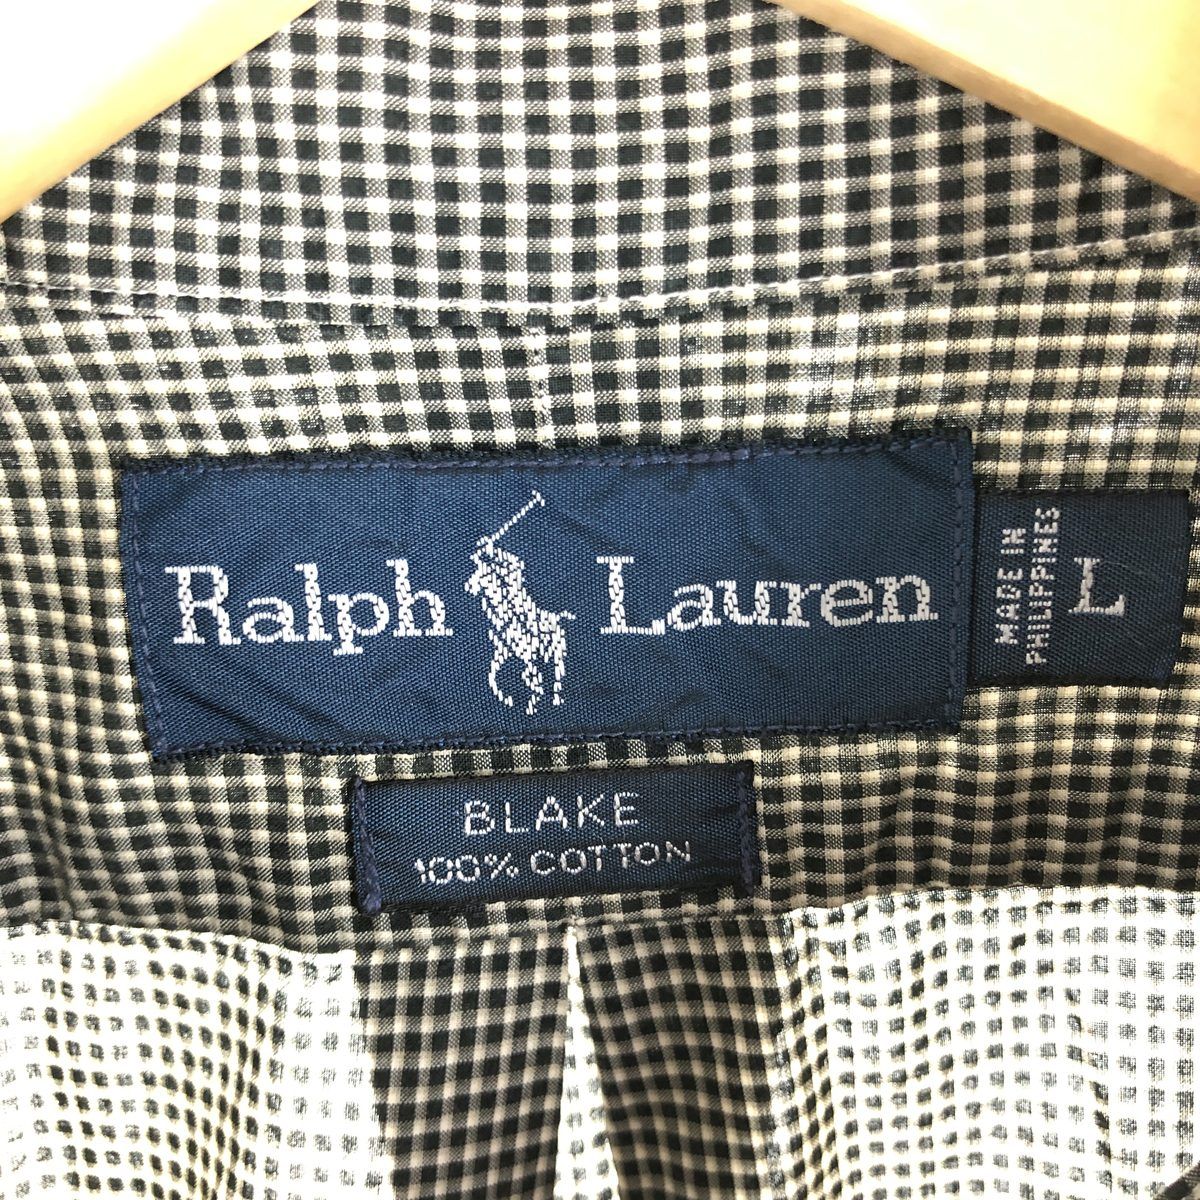 Ralph Lauren
MADE IN
PHILIPPINES
L
BLAKE
100% COTTON